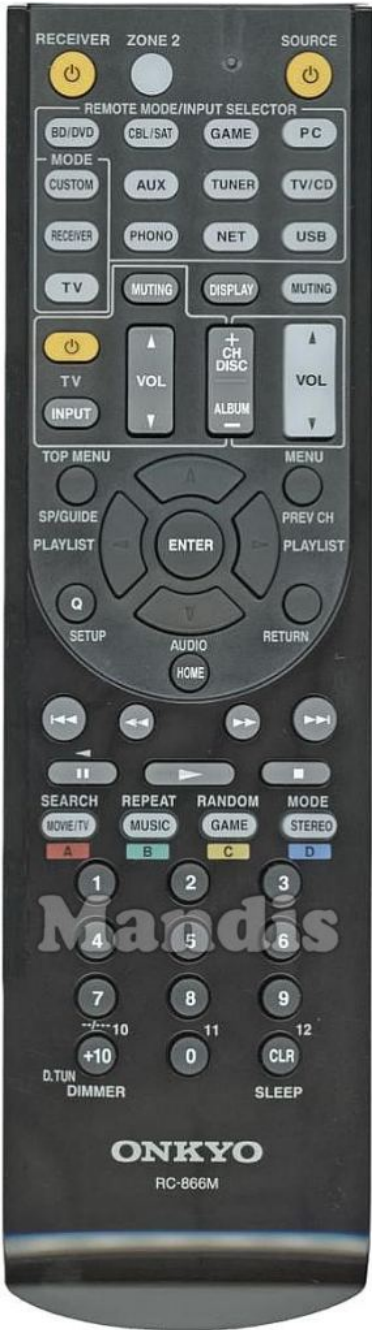 RECEIVER ZONE 2 SOURCE
REMOTE MODE/INPUT SELECTOR
BD/DVD CBL/SAT GAME PC
MODE
CUSTOM AUX TUNER TV/CD
RECEIVER PHONO NET USB
TV MUTING DISPLAY MUTING
+
CH
DISC
VOL VOL
TV
ALBUM
INPUT
–
TOP MENU MENU
SP/GUIDE PREV CH
PLAYLIST ENTER PLAYLIST
Q
SETUP AUDIO RETURN
HOME
SEARCH REPEAT RANDOM MODE
MOVIE/TV MUSIC GAME STEREO
A B C D
1 2 3
Mandis
4 5 6
7 8 9
--/--- 10 11 12
+10 0 CLR
D.TUN
DIMMER SLEEP
ONKYO
RC-866M